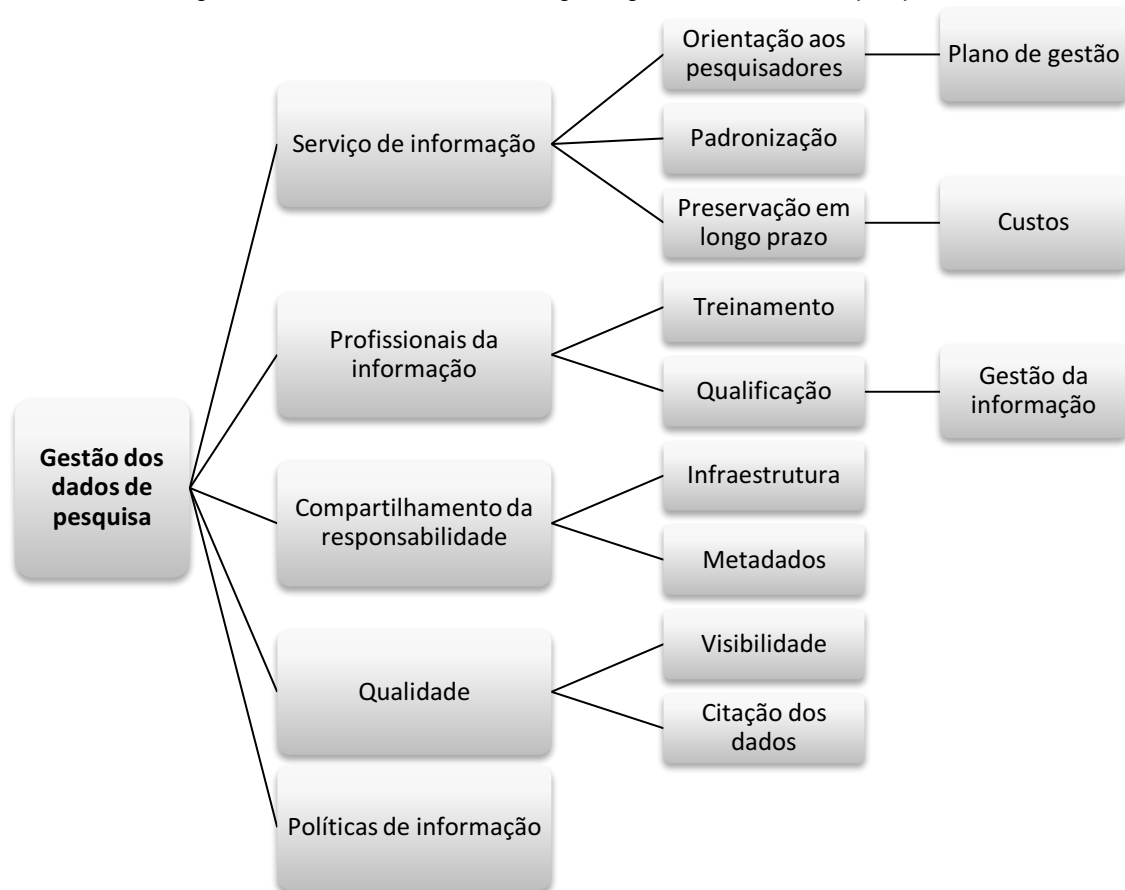 Orientação aos
pesquisadores
Plano de gestão
Serviço de informação
Padronização
Preservação em
longo prazo
Custos
Profissionais da
informação
Treinamento
Qualificação
Gestão da
informação
Gestão dos
dados de
pesquisa
Compartilhamento da
responsabilidade
Infraestrutura
Metadados
Qualidade
Visibilidade
Citação dos
dados
Políticas de informação